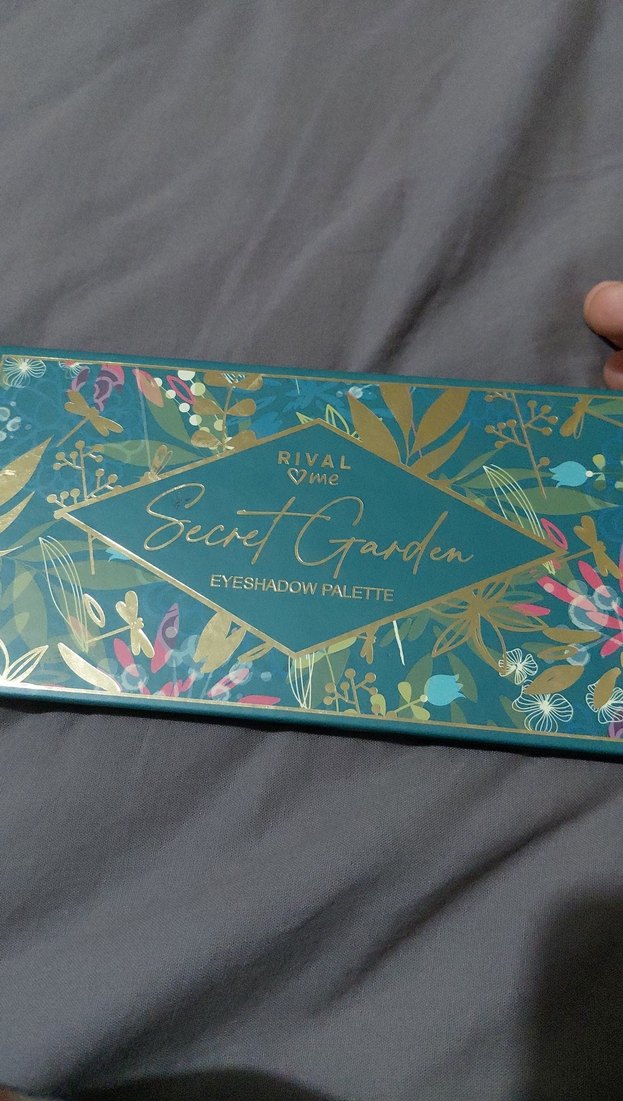 RIVAL
♡me
Secret Garden
EYESHADOW PALETTE